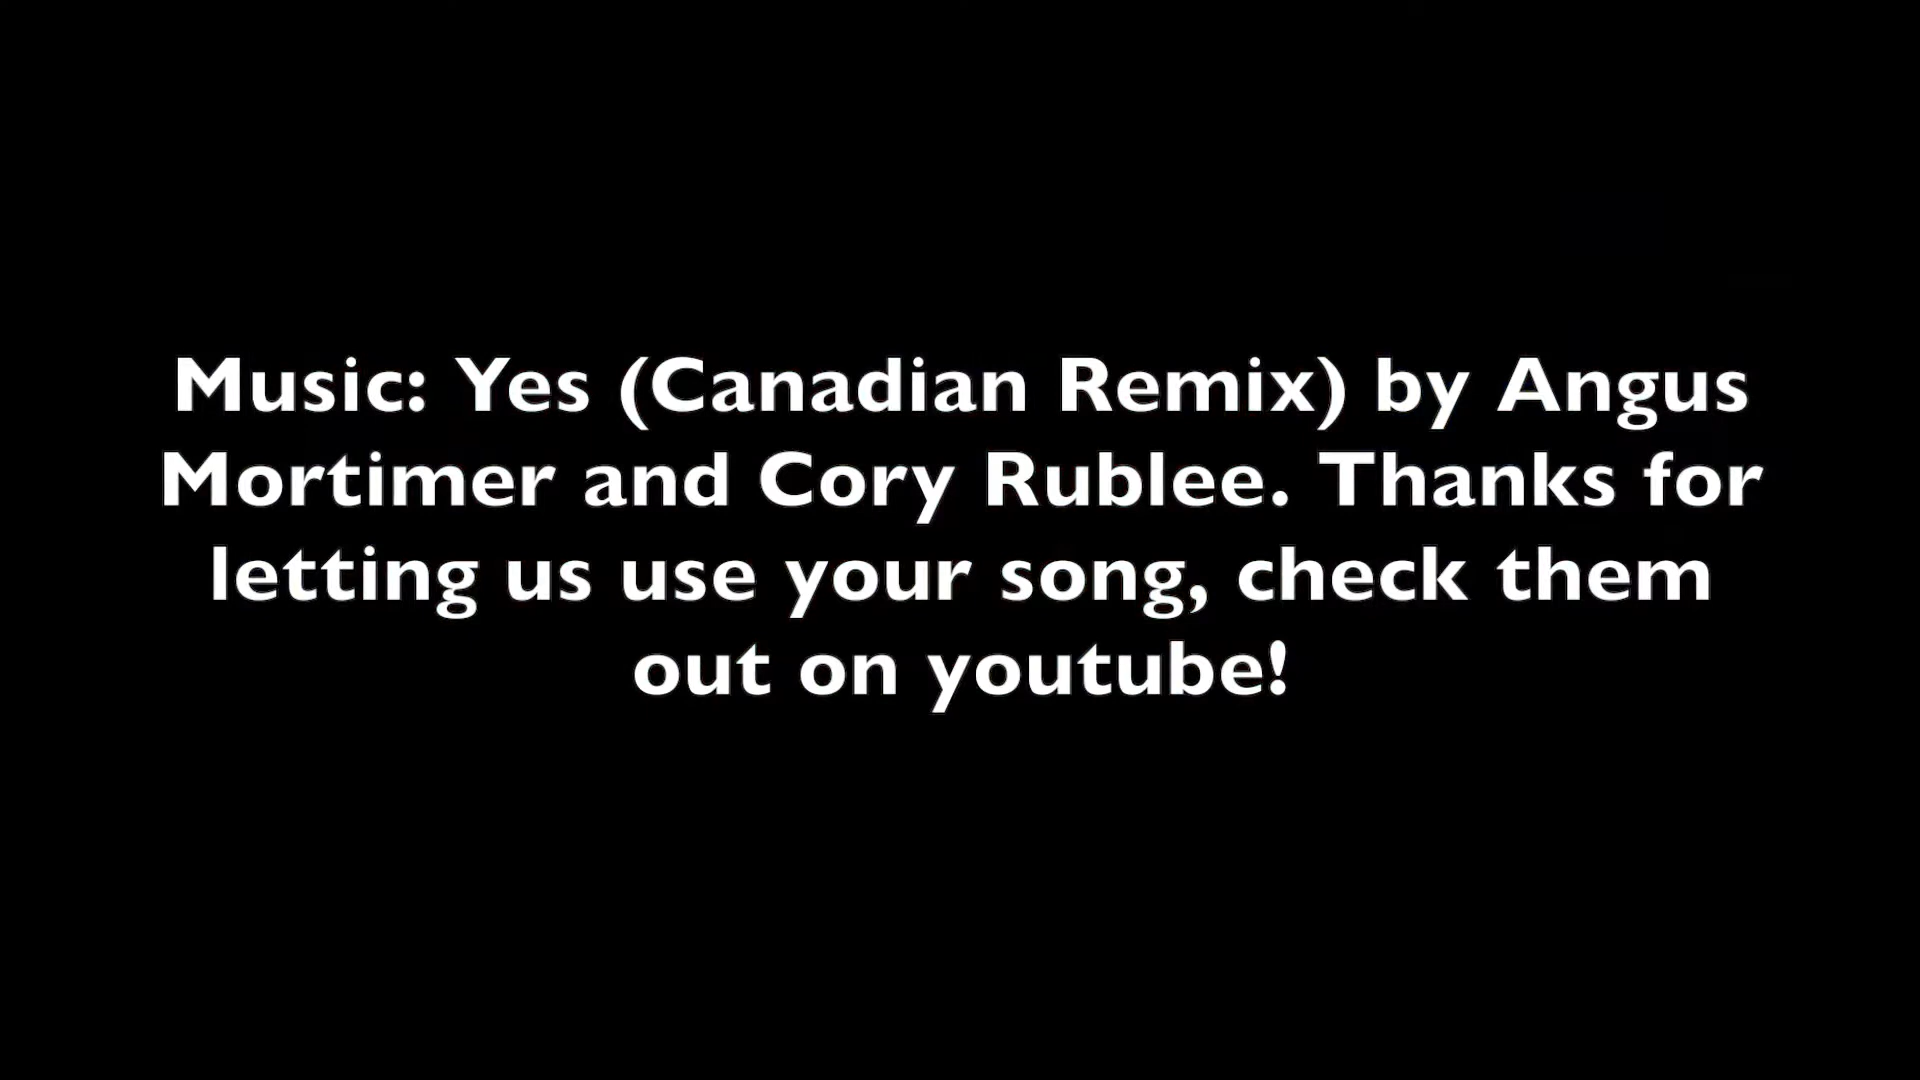 Music: Yes (Canadian Remix) by Angus
Mortimer and Cory Rublee. Thanks for
letting us use your song, check them
out on youtube!